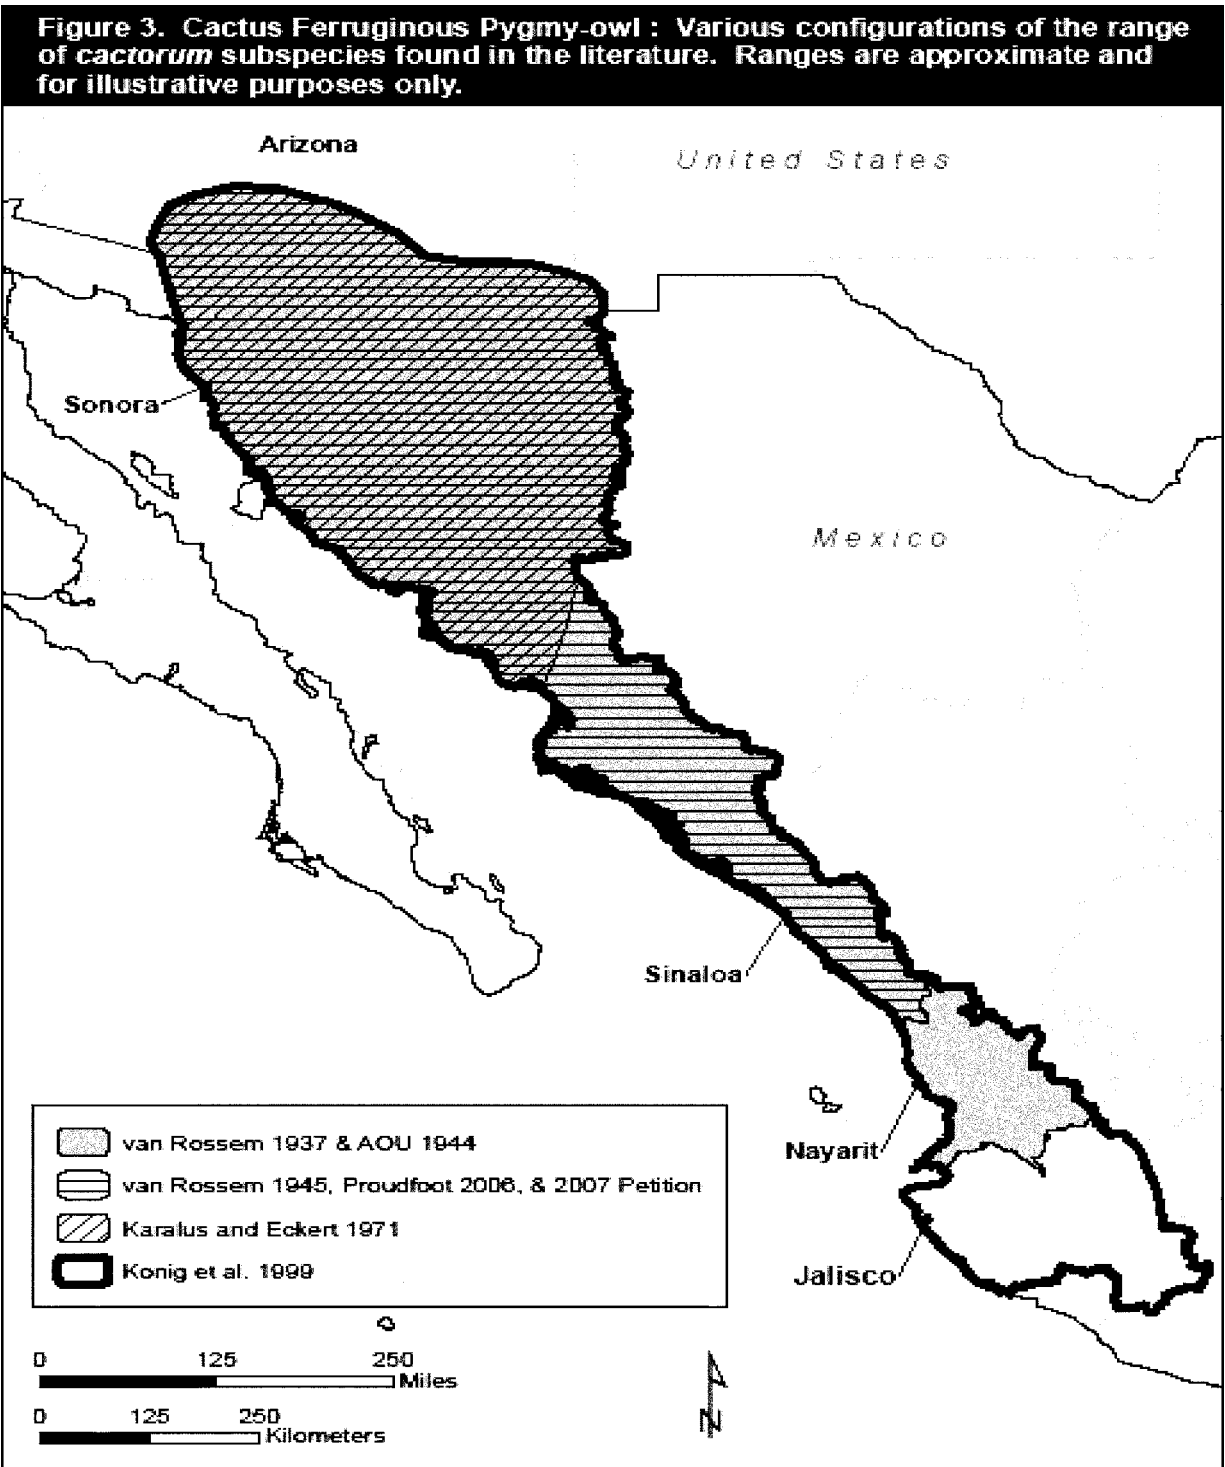 Figure 3. Cactus Ferruginous Pygmy-owl : Various configurations of the range
of cactorum subspecies found in the literature. Ranges are approximate and
for illustrative purposes only.
Arizona
United States
Sonora
Mexico
Sinaloa
Nayarit
Jalisco
van Rossem 1937 & AOU 1944
van Rossem 1945, Proudfoot 2006, & 2007 Petition
Karalus and Eckert 1971
Konig et al. 1999
0 125 250
Miles
0 125 250
Kilometers
N